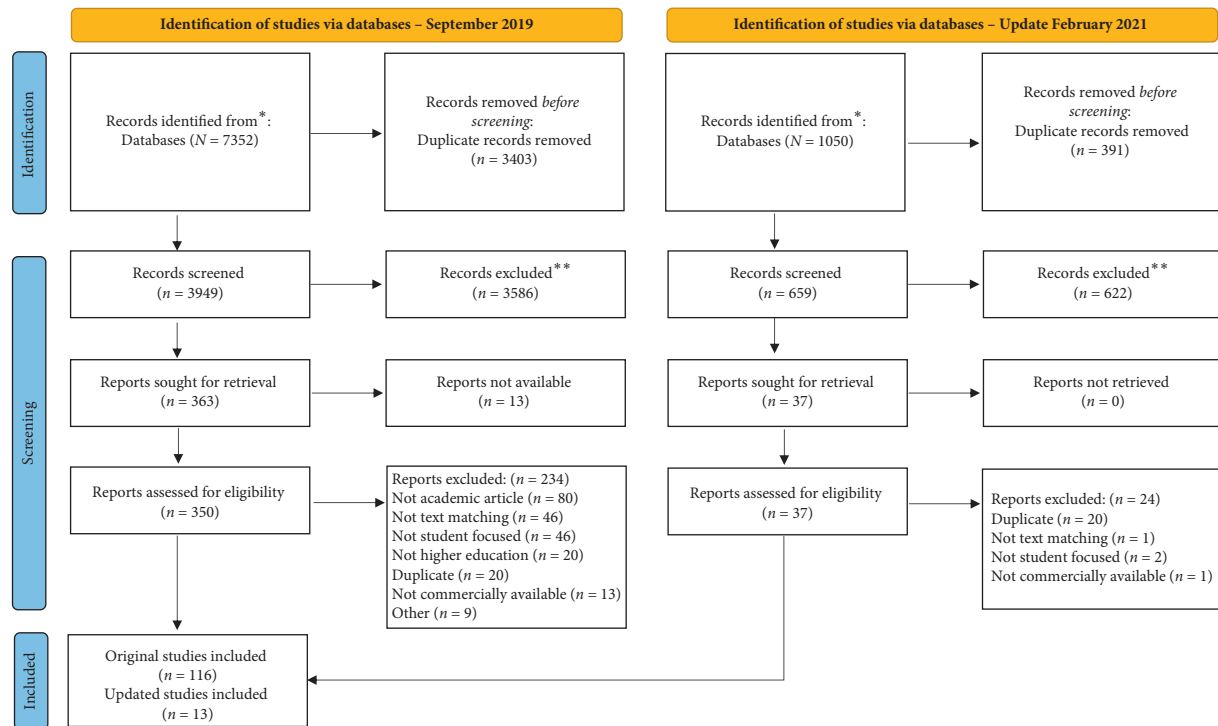 Identification of studies via databases – September 2019
Identification of studies via databases – Update February 2021
Identification
Records identified from*:
Databases (N = 7352)
Records removed before
screening:
Duplicate records removed
(n = 3403)
Records identified from*:
Databases (N = 1050)
Records removed before
screening:
Duplicate records removed
(n = 391)
Screening
Records screened
(n = 3949)
Records excluded**
(n = 3586)
Records screened
(n = 659)
Records excluded**
(n = 622)
Reports sought for retrieval
(n = 363)
Reports not available
(n = 13)
Reports sought for retrieval
(n = 37)
Reports not retrieved
(n = 0)
Reports assessed for eligibility
(n = 350)
Reports excluded: (n = 234)
Not academic article (n = 80)
Not text matching (n = 46)
Not student focused (n = 46)
Not higher education (n = 20)
Duplicate (n = 20)
Not commercially available (n = 13)
Other (n = 9)
Reports assessed for eligibility
(n = 37)
Reports excluded: (n = 24)
Duplicate (n = 20)
Not text matching (n = 1)
Not student focused (n = 2)
Not commercially available (n = 1)
Included
Original studies included
(n = 116)
Updated studies included
(n = 13)